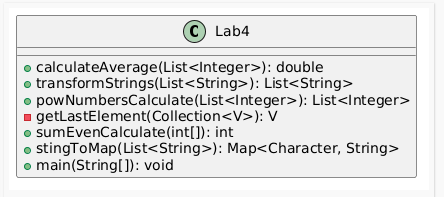 C Lab4
calculateAverage(List<Integer>): double
transformStrings(List<String>): List<String>
powNumbersCalculate(List<Integer>): List<Integer>
getLastElement(Collection<V>): V
sumEvenCalculate(int[]): int
stingToMap(List<String>): Map<Character, String>
main(String[]): void